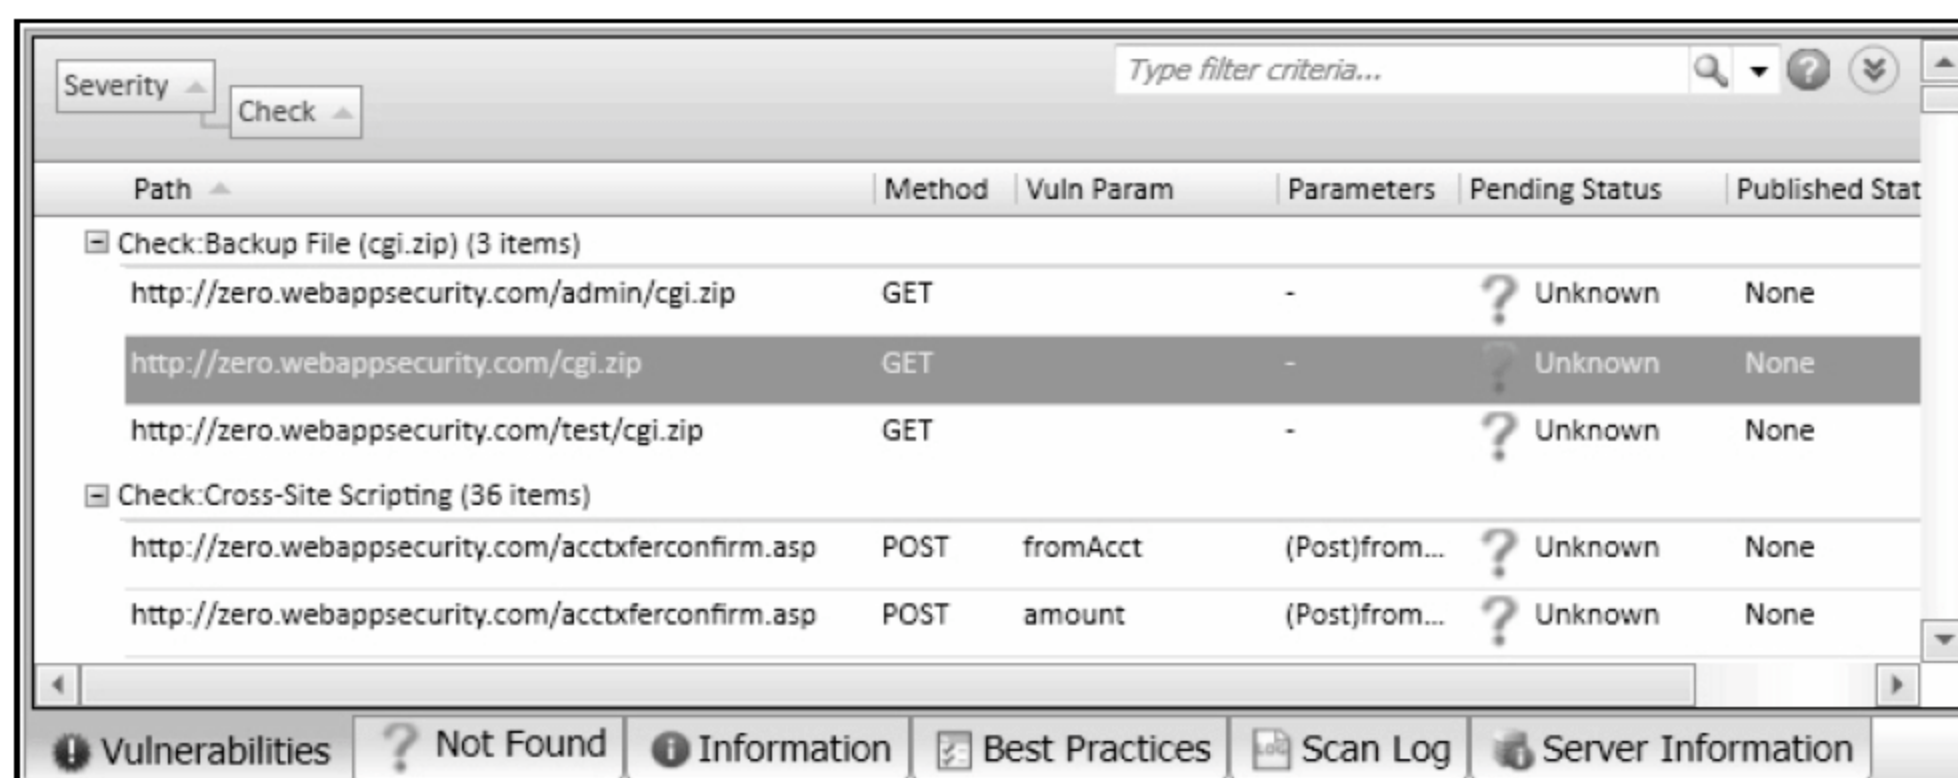 Severity
Check
Type filter criteria...
Path Method Vuln Param Parameters Pending Status Published Stat
Check:Backup File (cgi.zip) (3 items)
http://zero.webappsecurity.com/admin/cgi.zip GET - Unknown None
http://zero.webappsecurity.com/cgi.zip GET - Unknown None
http://zero.webappsecurity.com/test/cgi.zip GET - Unknown None
Check:Cross-Site Scripting (36 items)
http://zero.webappsecurity.com/acctxferconfirm.asp POST fromAcct (Post)from... Unknown None
http://zero.webappsecurity.com/acctxferconfirm.asp POST amount (Post)from... Unknown None
Vulnerabilities Not Found Information Best Practices Scan Log Server Information